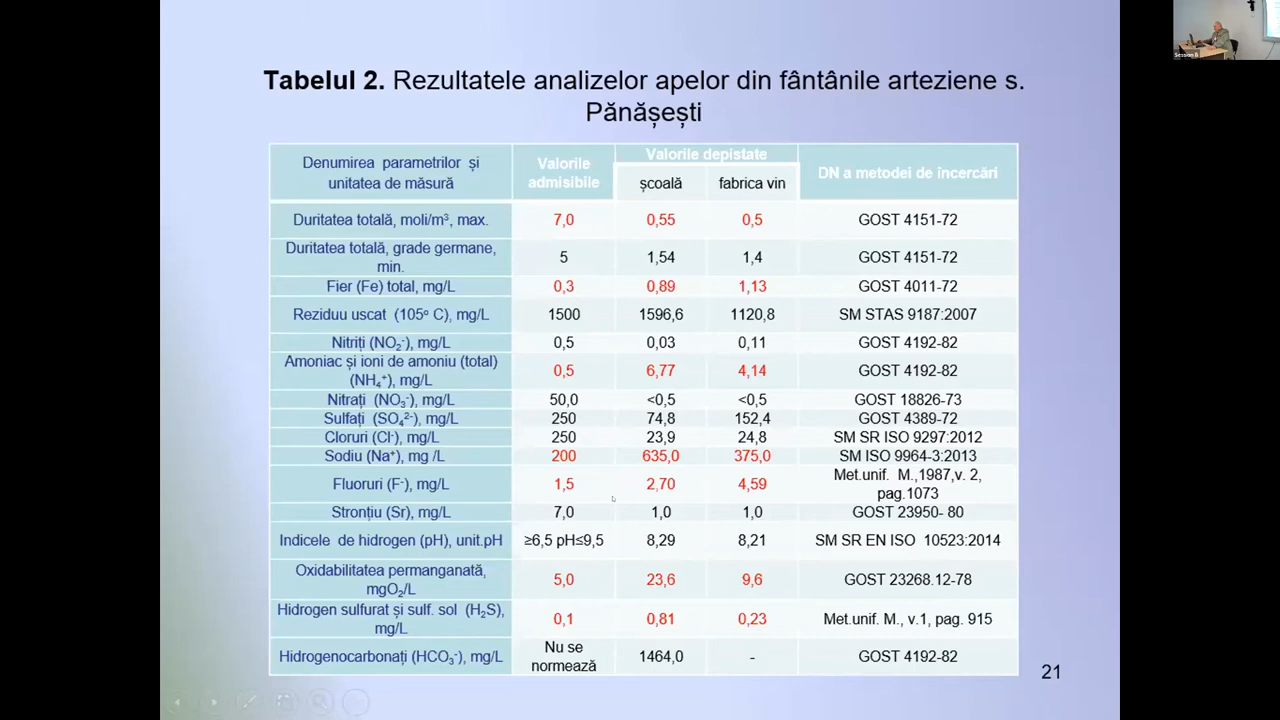 Tabelul 2. Rezultatele analizelor apelor din fântânile arteziene s.
Pănășești
Denumirea parametrilor și unitatea de măsură | Valorile admisibile | Valorile depistate | DN a metodei de încercări
școală | fabrica vin
Duritatea totală, moli/m³, max. | 7,0 | 0,55 | 0,5 | GOST 4151-72
Duritatea totală, grade germane, min. | 5 | 1,54 | 1,4 | GOST 4151-72
Fier (Fe) total, mg/L | 0,3 | 0,89 | 1,13 | GOST 4011-72
Reziduu uscat (105º C), mg/L | 1500 | 1596,6 | 1120,8 | SM STAS 9187:2007
Nitriți (NO₂⁻), mg/L | 0,5 | 0,03 | 0,11 | GOST 4192-82
Amoniac și ioni de amoniu (total) (NH₄⁺), mg/L | 0,5 | 6,77 | 4,14 | GOST 4192-82
Nitrați (NO₃⁻), mg/L | 50,0 | <0,5 | <0,5 | GOST 18826-73
Sulfați (SO₄²⁻), mg/L | 250 | 74,8 | 152,4 | GOST 4389-72
Cloruri (Cl⁻), mg/L | 250 | 23,9 | 24,8 | SM SR ISO 9297:2012
Sodiu (Na⁺), mg /L | 200 | 635,0 | 375,0 | SM ISO 9964-3:2013
Fluoruri (F⁻), mg/L | 1,5 | 2,70 | 4,59 | Met.unif. M.,1987,v. 2, pag.1073
Stronțiu (Sr), mg/L | 7,0 | 1,0 | 1,0 | GOST 23950- 80
Indicele de hidrogen (pH), unit.pH | ≥6,5 pH≤9,5 | 8,29 | 8,21 | SM SR EN ISO 10523:2014
Oxidabilitatea permanganată, mgO₂/L | 5,0 | 23,6 | 9,6 | GOST 23268.12-78
Hidrogen sulfurat și sulf. sol (H₂S), mg/L | 0,1 | 0,81 | 0,23 | Met.unif. M., v.1, pag. 915
Hidrogenocarbonați (HCO₃⁻), mg/L | Nu se normează | 1464,0 | - | GOST 4192-82
21